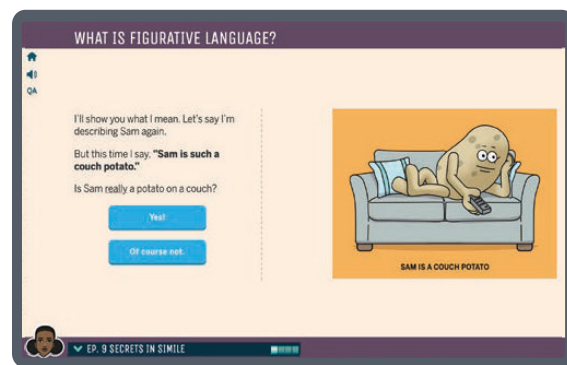 WHAT IS FIGURATIVE LANGUAGE?
QA
I'll show you what I mean. Let's say I'm
describing Sam again.
But this time I say, "Sam is such a
couch potato."
Is Sam really a potato on a couch?
Yes!
Of course not.
SAM IS A COUCH POTATO
EP. 9 SECRETS IN SIMILE